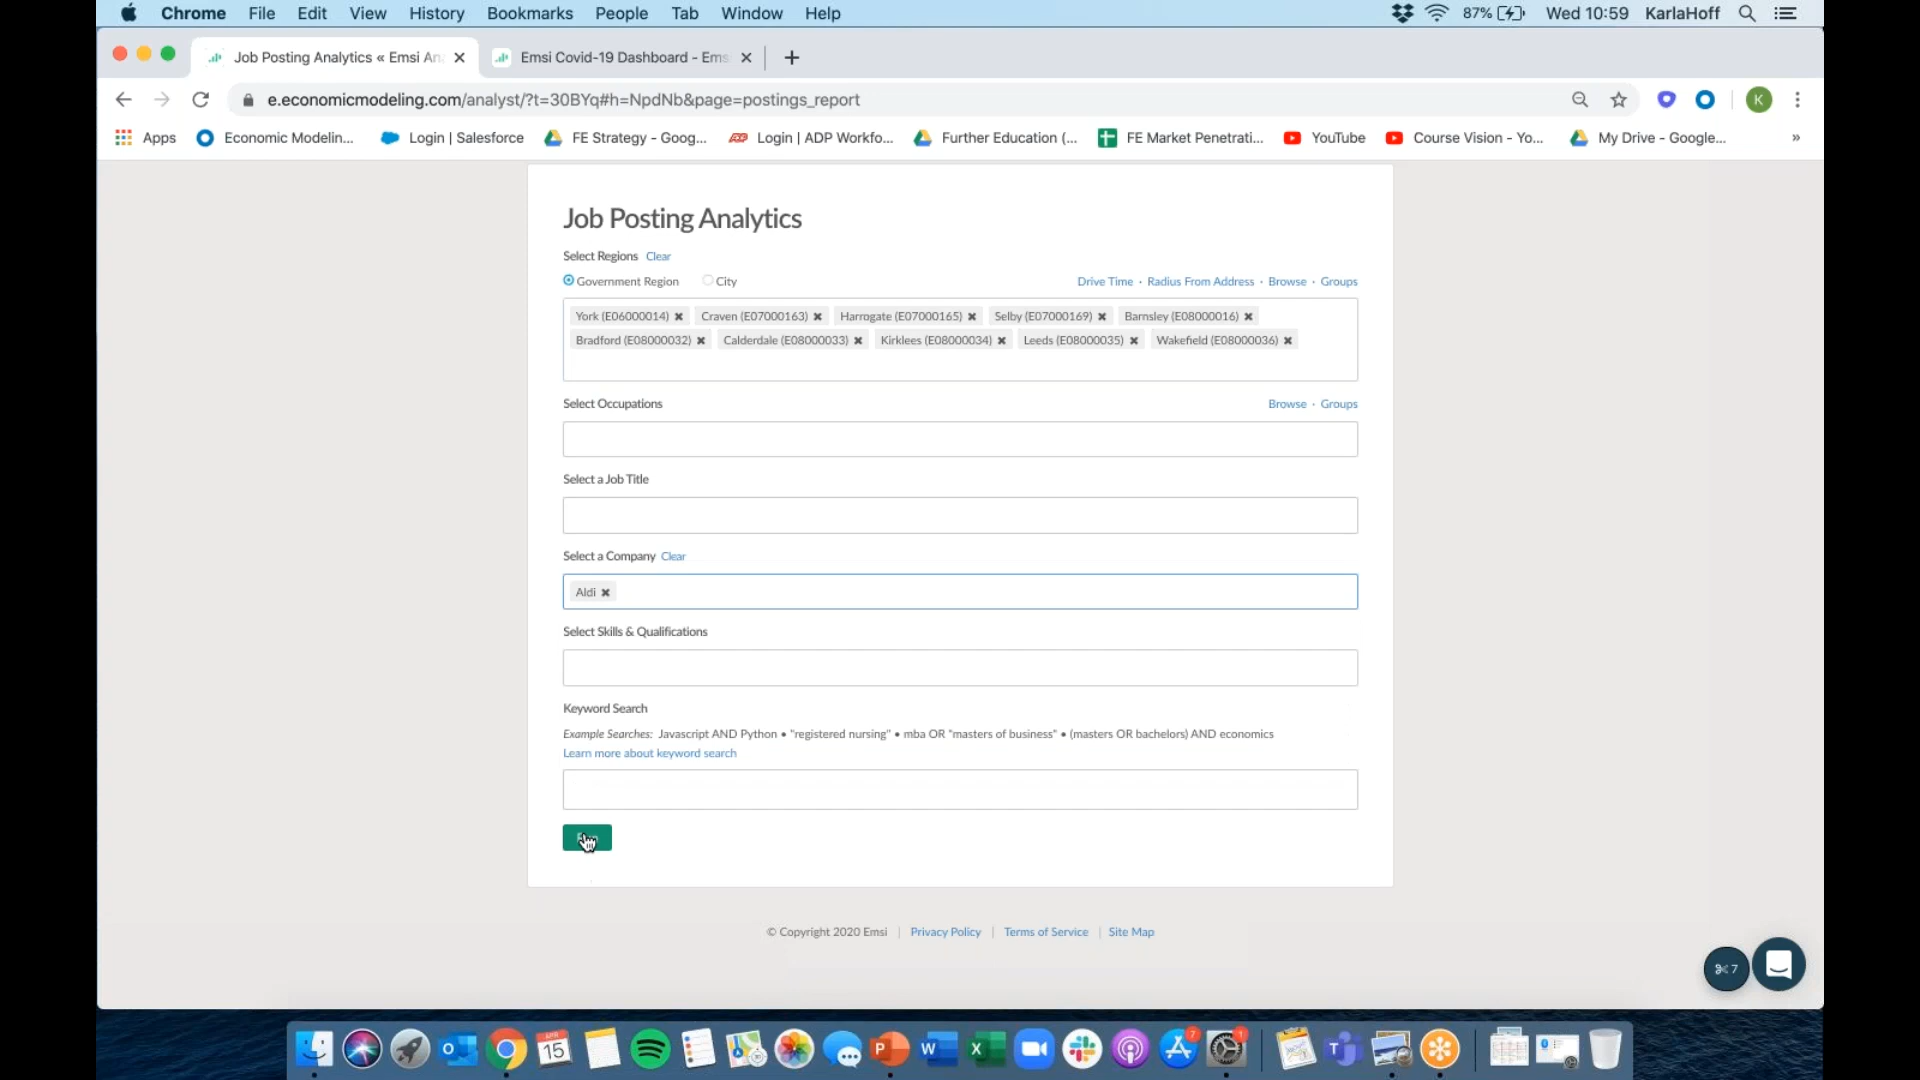 Chrome File Edit View History Bookmarks People Tab Window Help 87% Wed 10:59 KarlaHoff
Job Posting Analytics « Emsi An Emsi Covid-19 Dashboard - Ems
e.economicmodeling.com/analyst/?t=30BYq#h=NpdNb&page=postings_report K
Apps Economic Modelin... Login | Salesforce FE Strategy - Goog... ADP Login | ADP Workfo... Further Education (... FE Market Penetrati... YouTube Course Vision - Yo... My Drive - Google... »
Job Posting Analytics
Select Regions Clear
Government Region City Drive Time · Radius From Address · Browse · Groups
York (E06000014) ✖ Craven (E07000163) ✖ Harrogate (E07000165) ✖ Selby (E07000169) ✖ Barnsley (E08000016) ✖
Bradford (E08000032) ✖ Calderdale (E08000033) ✖ Kirklees (E08000034) ✖ Leeds (E08000035) ✖ Wakefield (E08000036) ✖
Select Occupations Browse · Groups
Select a Job Title
Select a Company Clear
Aldi ✖
Select Skills & Qualifications
Keyword Search
Example Searches: Javascript AND Python • "registered nursing" • mba OR "masters of business" • (masters OR bachelors) AND economics
Learn more about keyword search
© Copyright 2020 Emsi | Privacy Policy | Terms of Service | Site Map
7
APR
15 P W X 7 1 T